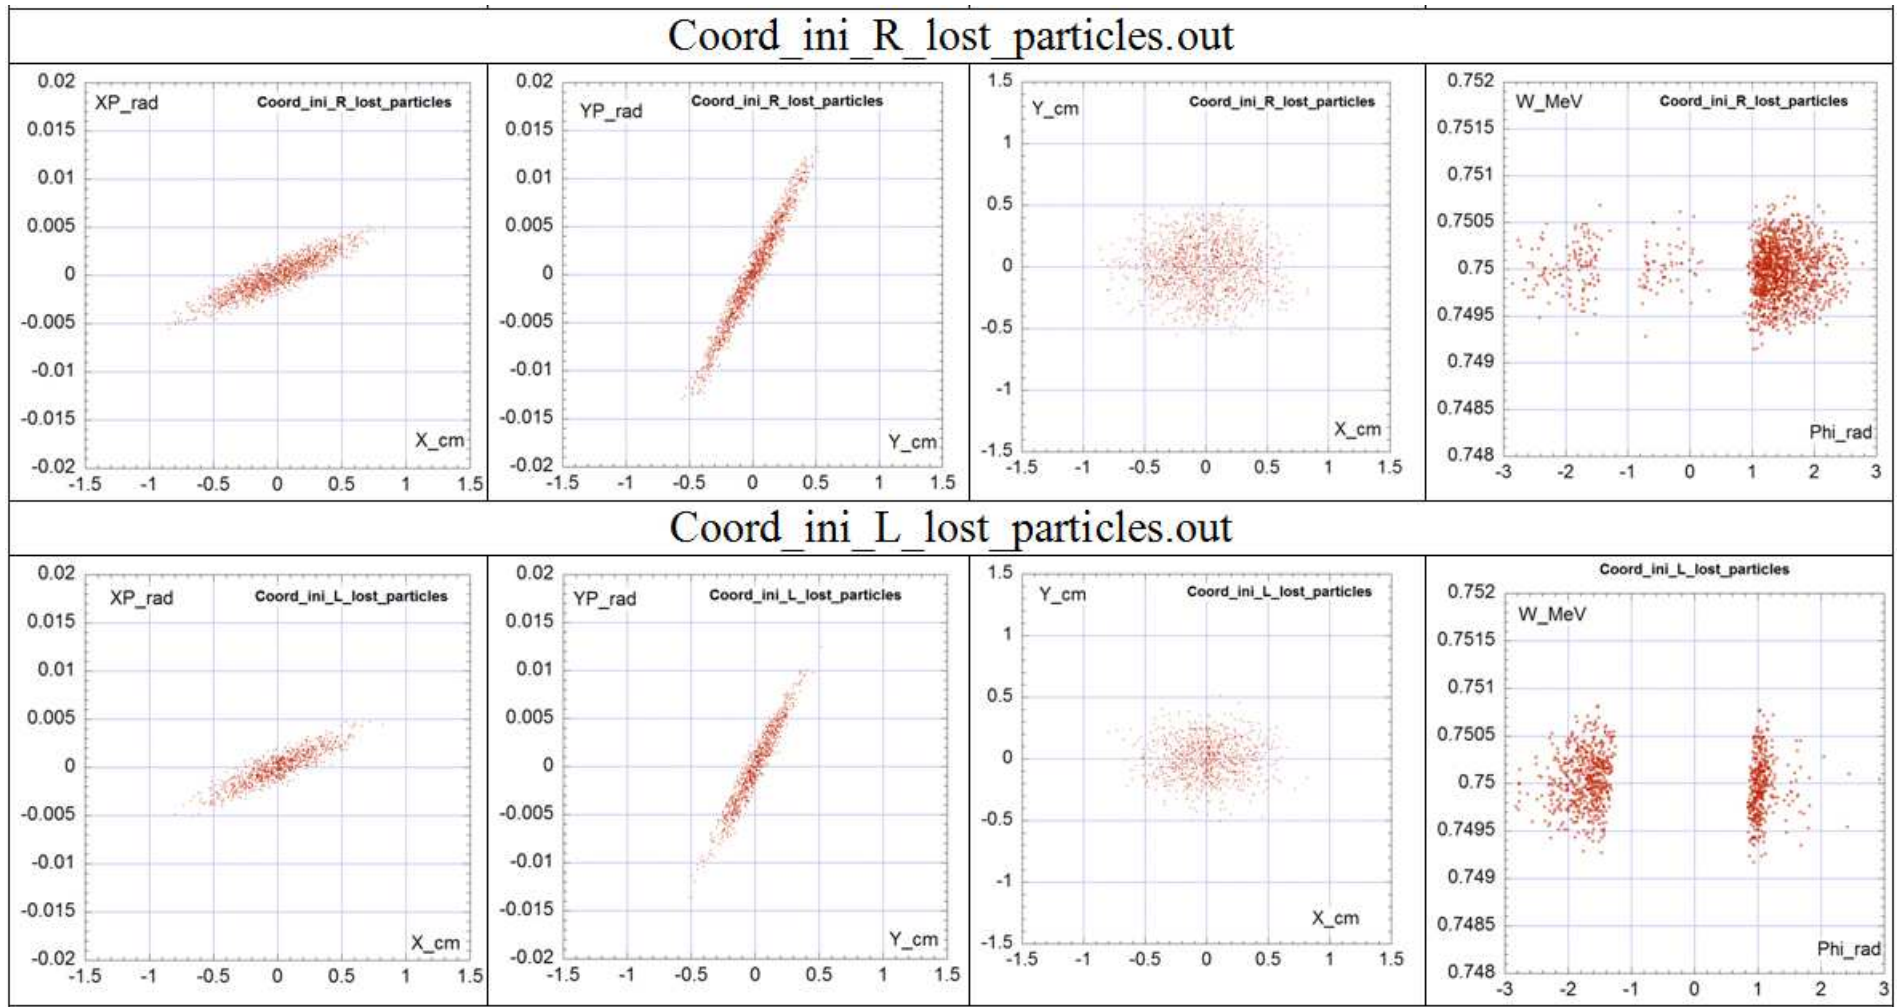 Coord_ini_R_lost_particles.out
XP_rad
Coord_ini_R_lost_particles
0.02
0.015
0.01
0.005
0
-0.005
-0.01
-0.015
-0.02
X_cm
-1.5 -1 -0.5 0 0.5 1 1.5
YP_rad
Coord_ini_R_lost_particles
0.02
0.015
0.01
0.005
0
-0.005
-0.01
-0.015
-0.02
Y_cm
-1.5 -1 -0.5 0 0.5 1 1.5
Y_cm
Coord_ini_R_lost_particles
1.5
1
0.5
0
-0.5
-1
-1.5
X_cm
-1.5 -1 -0.5 0 0.5 1 1.5
W_MeV
Coord_ini_R_lost_particles
0.752
0.7515
0.751
0.7505
0.75
0.7495
0.749
0.7485
0.748
Phi_rad
-3 -2 -1 0 1 2 3
Coord_ini_L_lost_particles.out
XP_rad
Coord_ini_L_lost_particles
0.02
0.015
0.01
0.005
0
-0.005
-0.01
-0.015
-0.02
X_cm
-1.5 -1 -0.5 0 0.5 1 1.5
YP_rad
Coord_ini_L_lost_particles
0.02
0.015
0.01
0.005
0
-0.005
-0.01
-0.015
-0.02
Y_cm
-1.5 -1 -0.5 0 0.5 1 1.5
Y_cm
Coord_ini_L_lost_particles
1.5
1
0.5
0
-0.5
-1
-1.5
X_cm
-1.5 -1 -0.5 0 0.5 1 1.5
Coord_ini_L_lost_particles
W_MeV
0.752
0.7515
0.751
0.7505
0.75
0.7495
0.749
0.7485
0.748
Phi_rad
-3 -2 -1 0 1 2 3